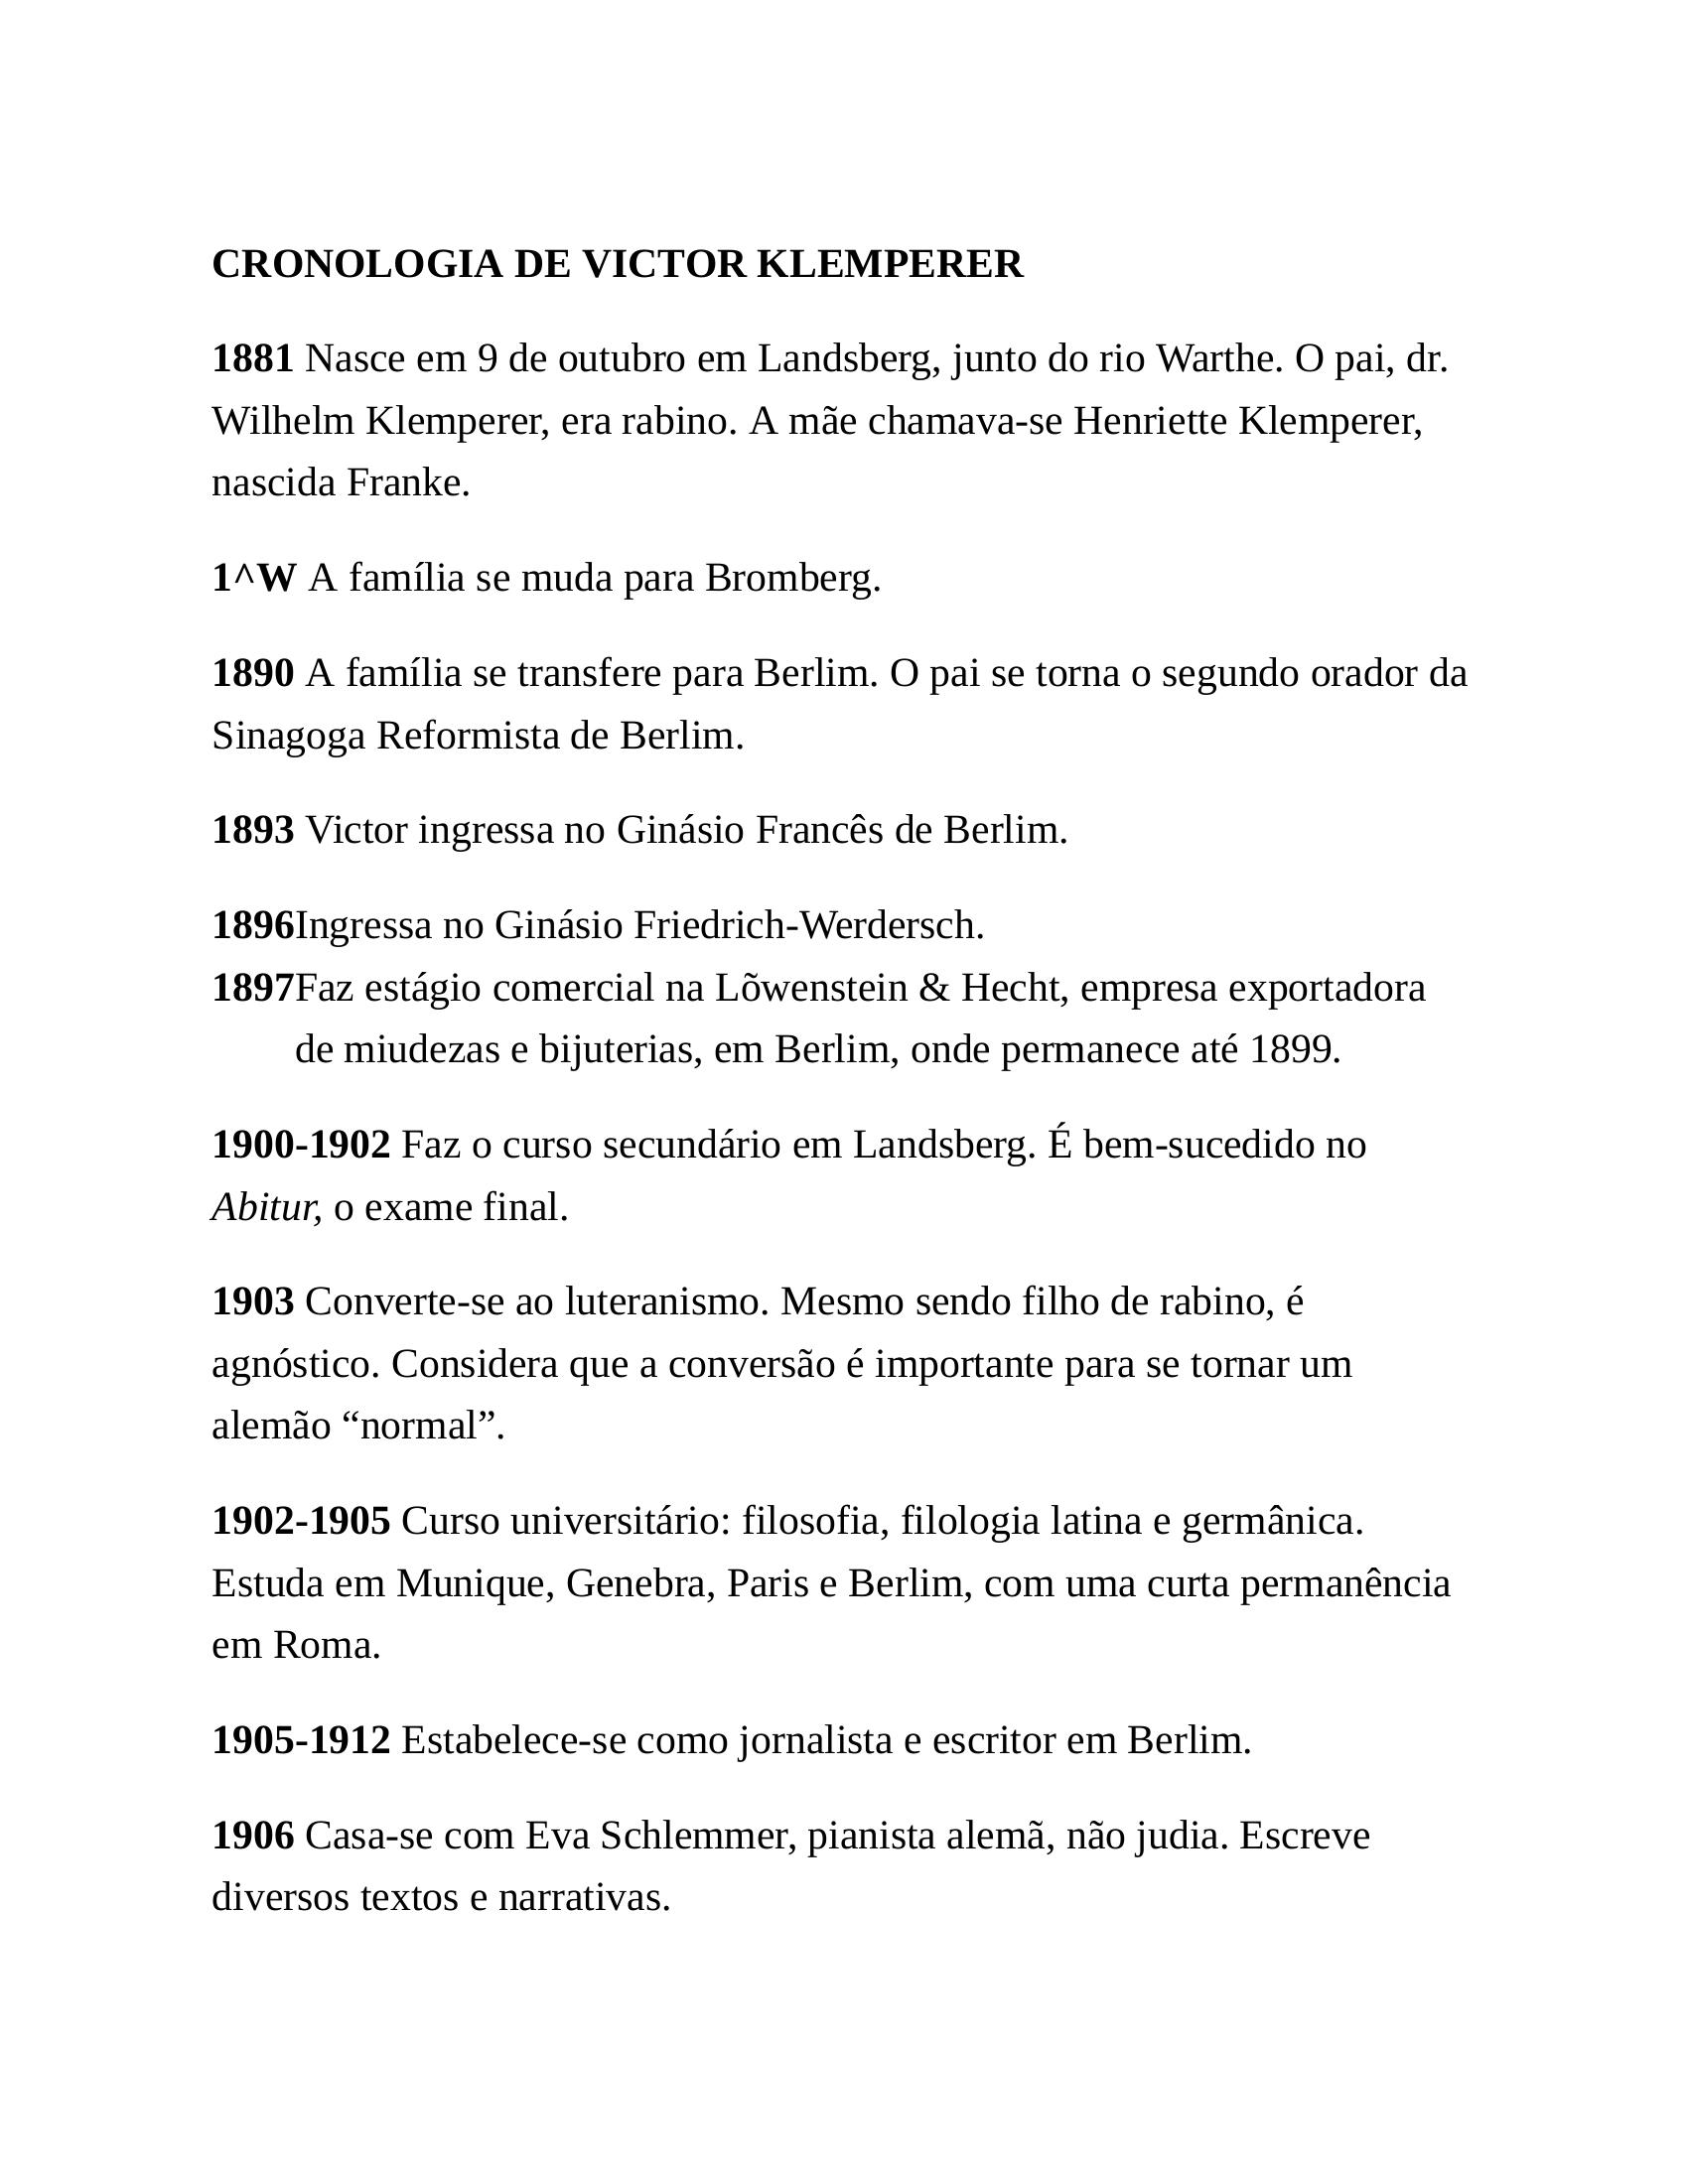 CRONOLOGIA DE VICTOR KLEMPERER
1881 Nasce em 9 de outubro em Landsberg, junto do rio Warthe. O pai, dr.
Wilhelm Klemperer, era rabino. A mãe chamava-se Henriette Klemperer,
nascida Franke.
1^W A família se muda para Bromberg.
1890 A família se transfere para Berlim. O pai se torna o segundo orador da
Sinagoga Reformista de Berlim.
1893 Victor ingressa no Ginásio Francês de Berlim.
1896Ingressa no Ginásio Friedrich-Werdersch.
1897Faz estágio comercial na Lõwenstein & Hecht, empresa exportadora
de miudezas e bijuterias, em Berlim, onde permanece até 1899.
1900-1902 Faz o curso secundário em Landsberg. É bem-sucedido no
Abitur, o exame final.
1903 Converte-se ao luteranismo. Mesmo sendo filho de rabino, é
agnóstico. Considera que a conversão é importante para se tornar um
alemão “normal”.
1902-1905 Curso universitário: filosofia, filologia latina e germânica.
Estuda em Munique, Genebra, Paris e Berlim, com uma curta permanência
em Roma.
1905-1912 Estabelece-se como jornalista e escritor em Berlim.
1906 Casa-se com Eva Schlemmer, pianista alemã, não judia. Escreve
diversos textos e narrativas.